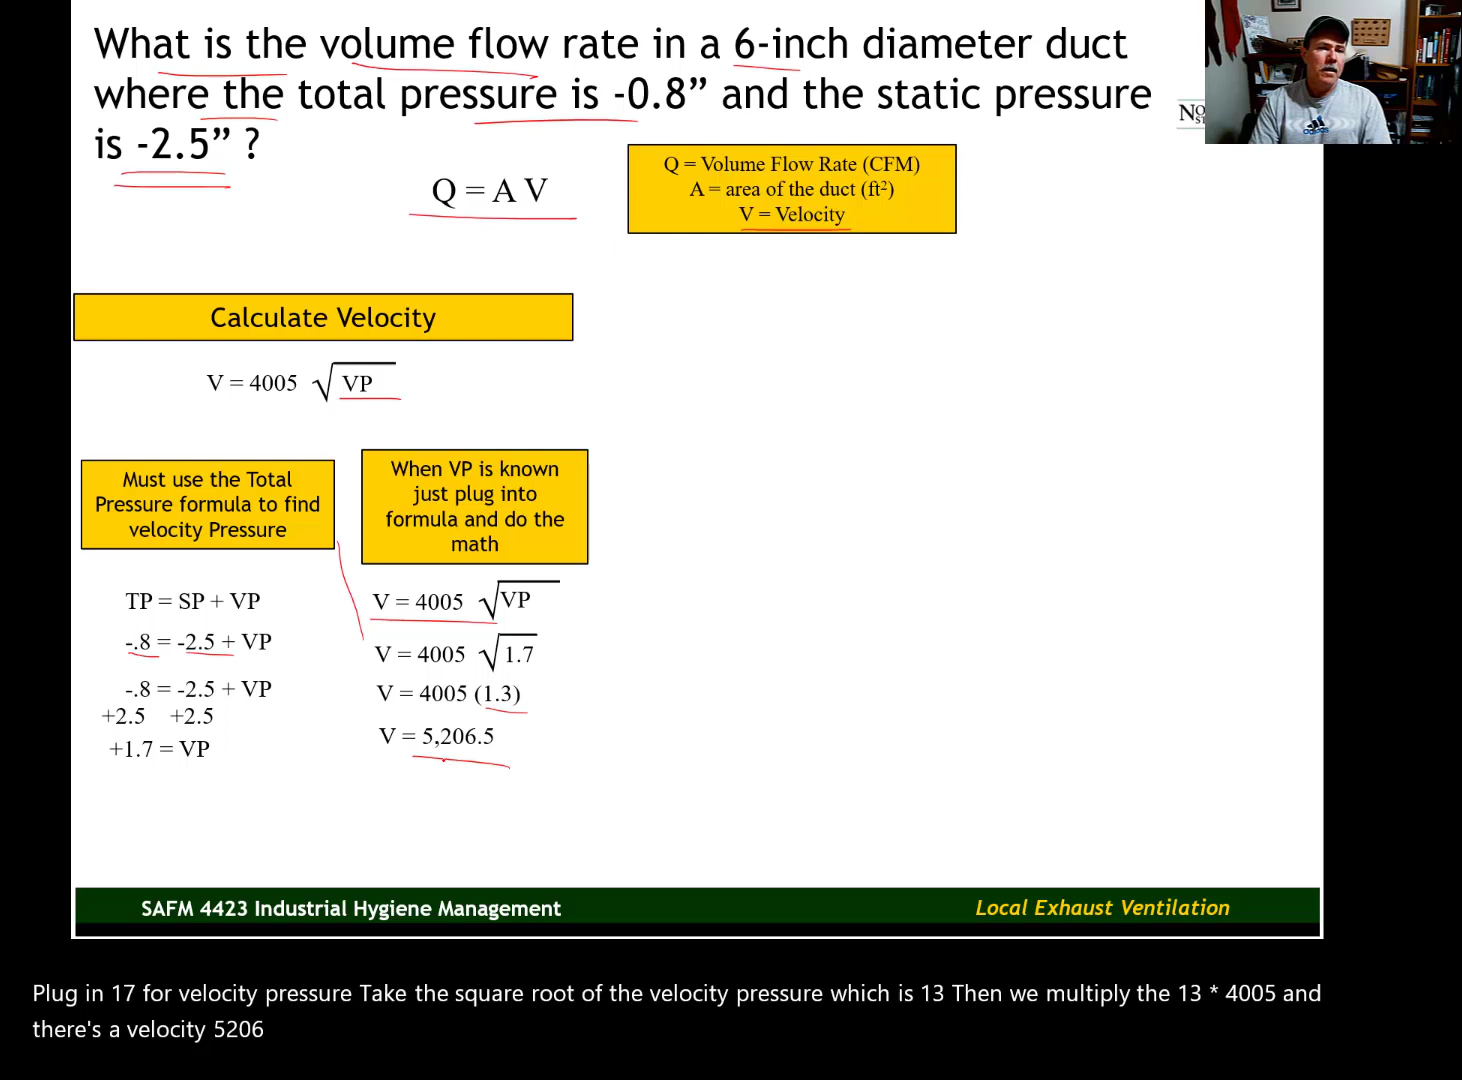 What is the volume flow rate in a 6-inch diameter duct
where the total pressure is -0.8” and the static pressure
is -2.5” ?
Q = A V
Q = Volume Flow Rate (CFM)
A = area of the duct (ft²)
V = Velocity
adidas
Calculate Velocity
V = 4005 √VP
Must use the Total
Pressure formula to find
velocity Pressure
TP = SP + VP
-.8 = -2.5 + VP
-.8 = -2.5 + VP
+2.5 +2.5
+1.7 = VP
When VP is known
just plug into
formula and do the
math
V = 4005 √VP
V = 4005 √1.7
V = 4005 (1.3)
V = 5,206.5
SAFM 4423 Industrial Hygiene Management
Local Exhaust Ventilation
Plug in 17 for velocity pressure Take the square root of the velocity pressure which is 13 Then we multiply the 13 * 4005 and
there's a velocity 5206